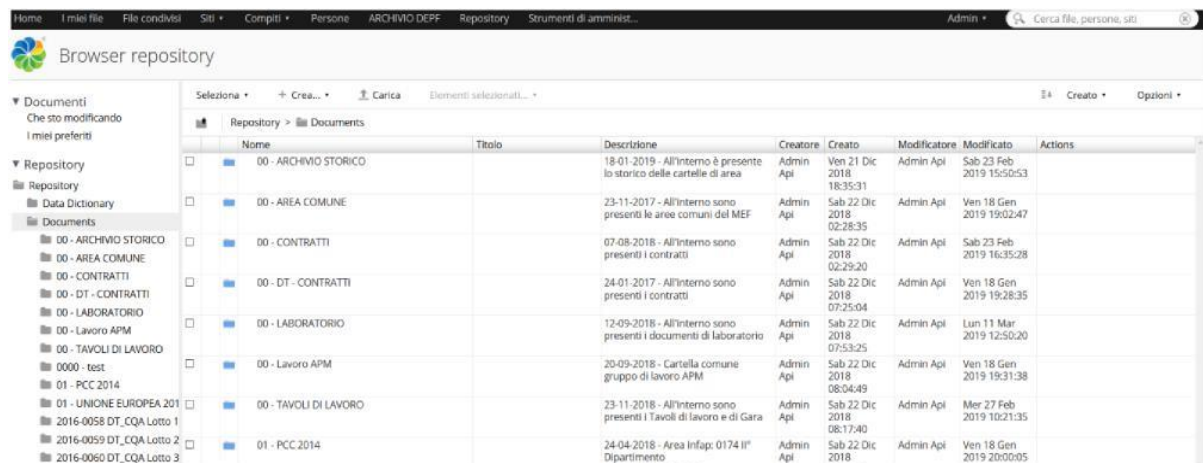 Home I miei file File condivisi Siti Compiti Persone ARCHIVIO DEPF Repository Strumenti di amminist... Admin Cerca file, persone, siti
Browser repository
Documenti
Che sto modificando
I miei preferiti
Repository
Repository
Data Dictionary
Documents
00 - ARCHIVIO STORICO
00 - AREA COMUNE
00 - CONTRATTI
00 - DT - CONTRATTI
00 - LABORATORIO
00 - Lavoro APM
00 - TAVOLI DI LAVORO
0000 - test
01 - PCC 2014
01 - UNIONE EUROPEA 201
2016-0058 DT_CQA Lotto 1
2016-0059 DT_CQA Lotto 2
2016-0060 DT_CQA Lotto 3
Seleziona + Crea... Carica Elementi selezionati... Creato Opzioni
Repository > Documents
Nome Titolo Descrizione Creatore Creato Modificatore Modificato Actions
00 - ARCHIVIO STORICO 18-01-2019 - All'interno è presente Admin Ven 21 Dic Admin Api Sab 23 Feb
lo storico delle cartelle di area Api 2018 2019 15:50:53
18:35:31
00 - AREA COMUNE 23-11-2017 - All'interno sono Admin Sab 22 Dic Admin Api Ven 18 Gen
presenti le aree comuni del MEF Api 2018 2019 19:02:47
02:28:35
00 - CONTRATTI 07-08-2018 - All'interno sono Admin Sab 22 Dic Admin Api Sab 23 Feb
presenti i contratti Api 2018 2019 16:35:28
02:29:20
00 - DT - CONTRATTI 24-01-2017 - All'interno sono Admin Sab 22 Dic Admin Api Ven 18 Gen
presenti i contratti Api 2018 2019 19:28:35
07:25:04
00 - LABORATORIO 12-09-2018 - All'interno sono Admin Sab 22 Dic Admin Api Lun 11 Mar
presenti i documenti di laboratorio Api 2018 2019 12:50:20
07:53:25
00 - Lavoro APM 20-09-2018 - Cartella comune Admin Sab 22 Dic Admin Api Ven 18 Gen
gruppo di lavoro APM Api 2018 2019 19:31:38
08:04:49
00 - TAVOLI DI LAVORO 23-11-2018 - All'interno sono Admin Sab 22 Dic Admin Api Mer 27 Feb
presenti i Tavoli di lavoro e di Gara Api 2018 2019 10:21:35
08:17:40
01 - PCC 2014 24-04-2018 - Area Infap: 0174 II° Admin Sab 22 Dic Admin Api Ven 18 Gen
Dipartimento Api 2018 2019 20:00:05